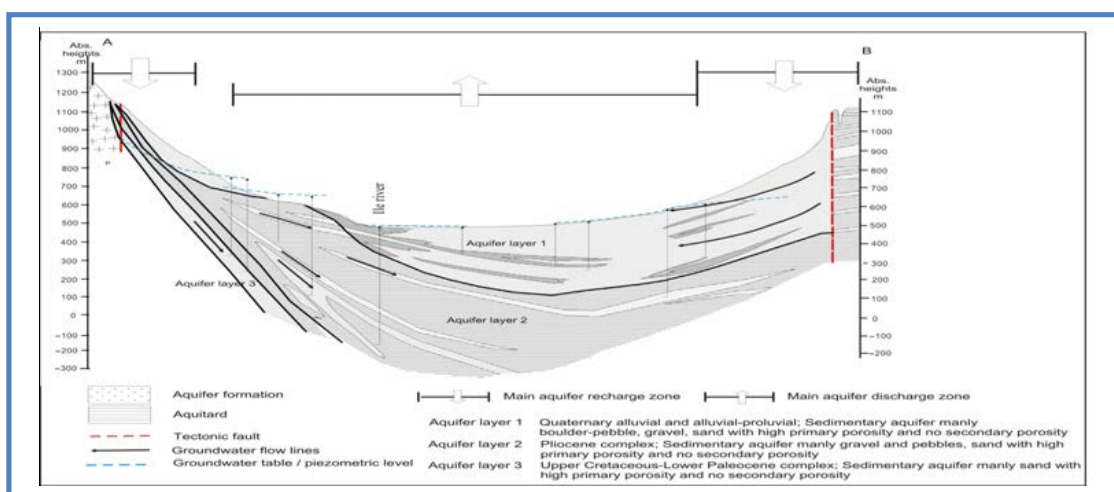 A
B
Abs.
heights
m
Abs.
heights
m
1300
1200
1100
1000
900
800
700
600
500
400
300
200
100
0
-100
-200
-300
1100
1000
900
800
700
600
500
400
300
200
100
0
-100
-200
P
Ile river
Aquifer layer 1
Aquifer layer 3
Aquifer layer 2
Aquifer formation
Aquitard
Tectonic fault
Groundwater flow lines
Groundwater table / piezometric level
Main aquifer recharge zone
Main aquifer discharge zone
Aquifer layer 1 Quaternary alluvial and alluvial-proluvial; Sedimentary aquifer manly
boulder-pebble, gravel, sand with high primary porosity and no secondary porosity
Aquifer layer 2 Pliocene complex; Sedimentary aquifer manly gravel and pebbles, sand with high
primary porosity and no secondary porosity
Aquifer layer 3 Upper Cretaceous-Lower Paleocene complex; Sedimentary aquifer manly sand with
high primary porosity and no secondary porosity